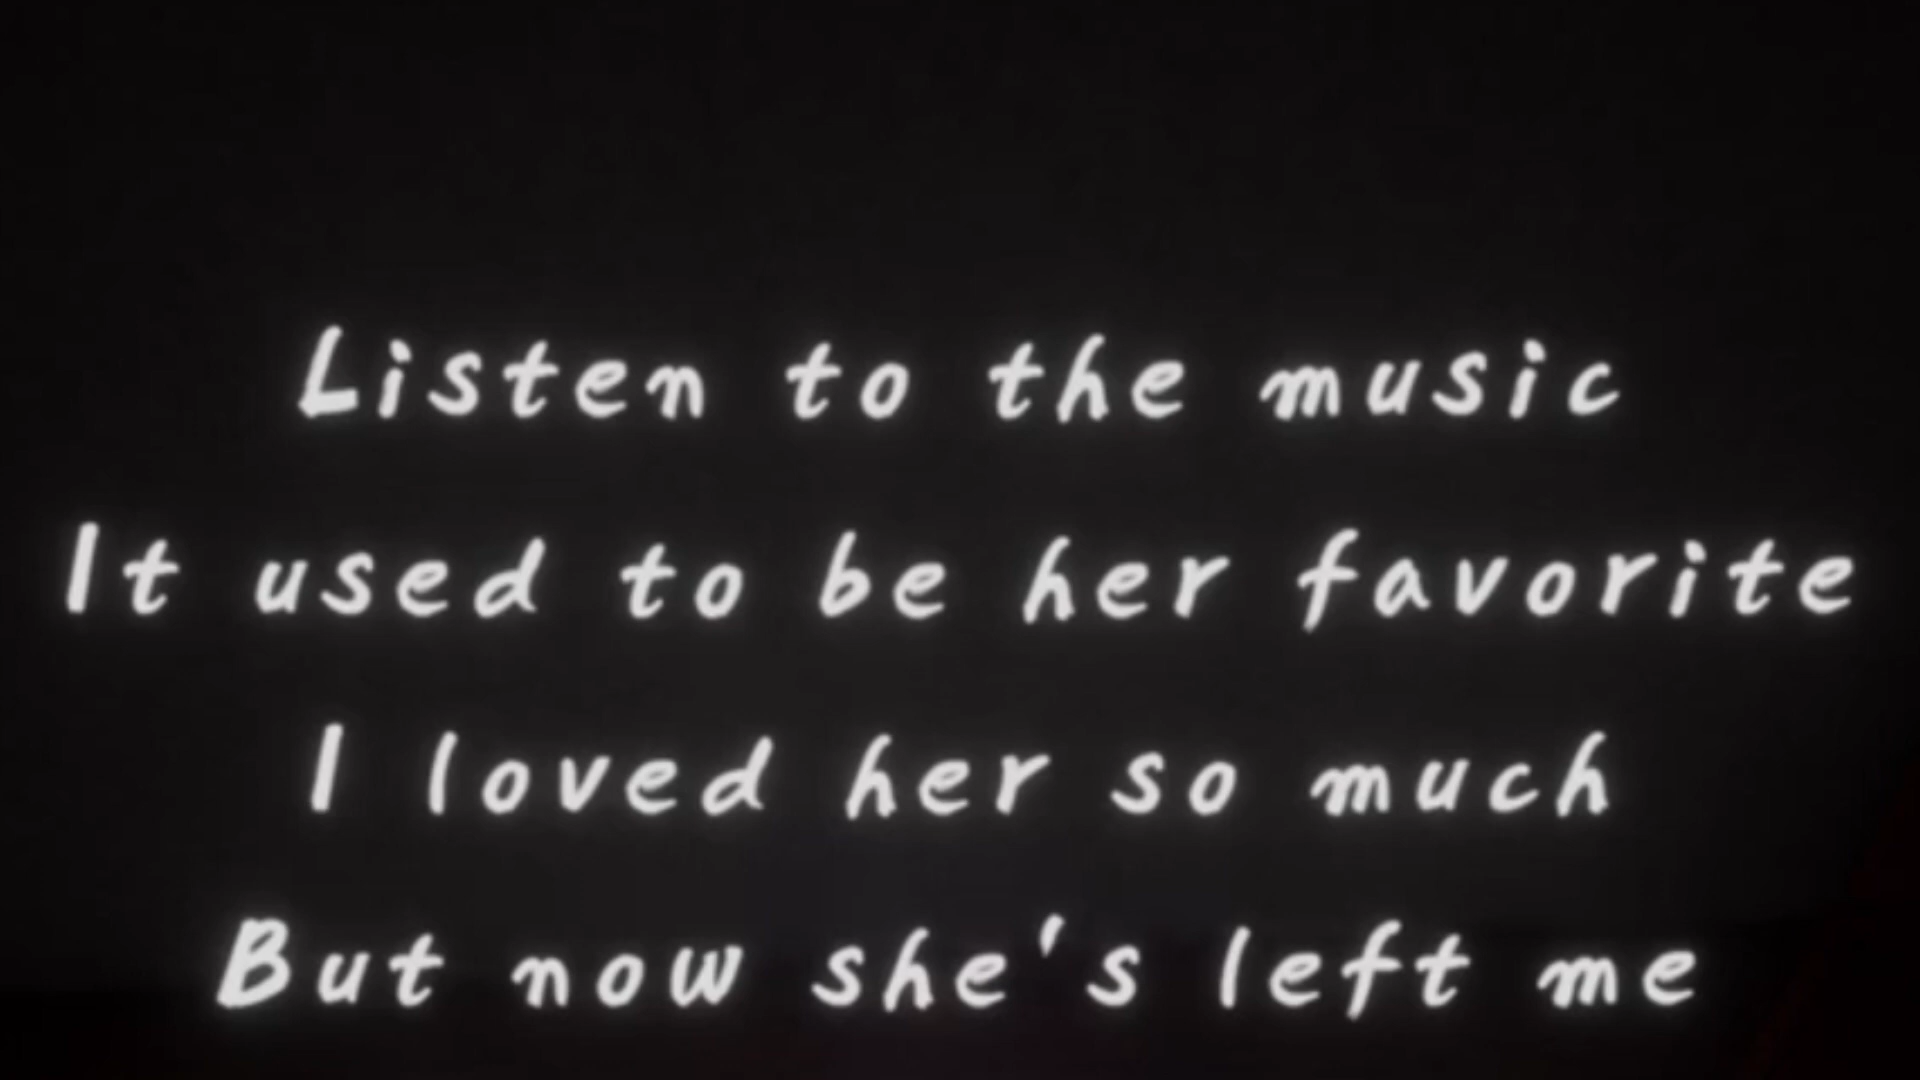 Listen to the music
It used to be her favorite
I loved her so much
But now she's left me